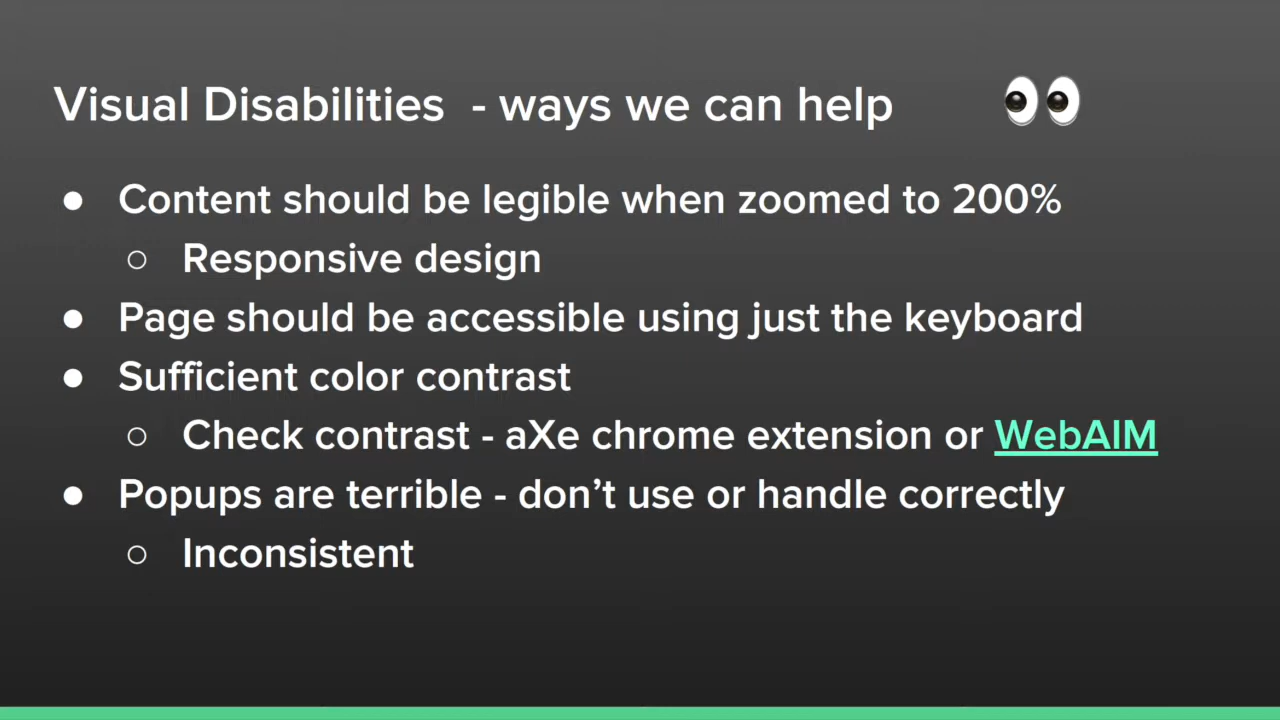 Visual Disabilities - ways we can help
● Content should be legible when zoomed to 200%
○ Responsive design
● Page should be accessible using just the keyboard
● Sufficient color contrast
○ Check contrast - aXe chrome extension or WebAIM
● Popups are terrible - don’t use or handle correctly
○ Inconsistent